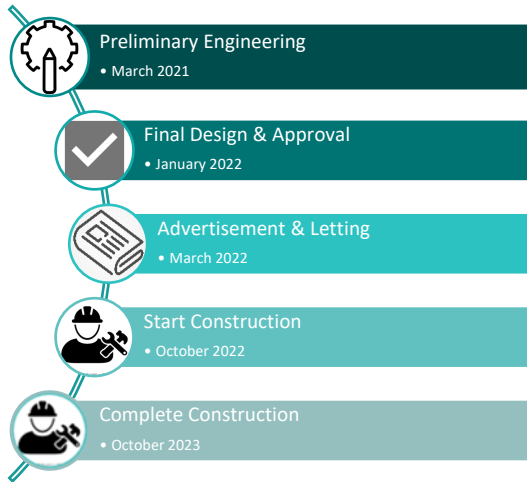 Preliminary Engineering
• March 2021
Final Design & Approval
• January 2022
Advertisement & Letting
• March 2022
Start Construction
• October 2022
Complete Construction
• October 2023